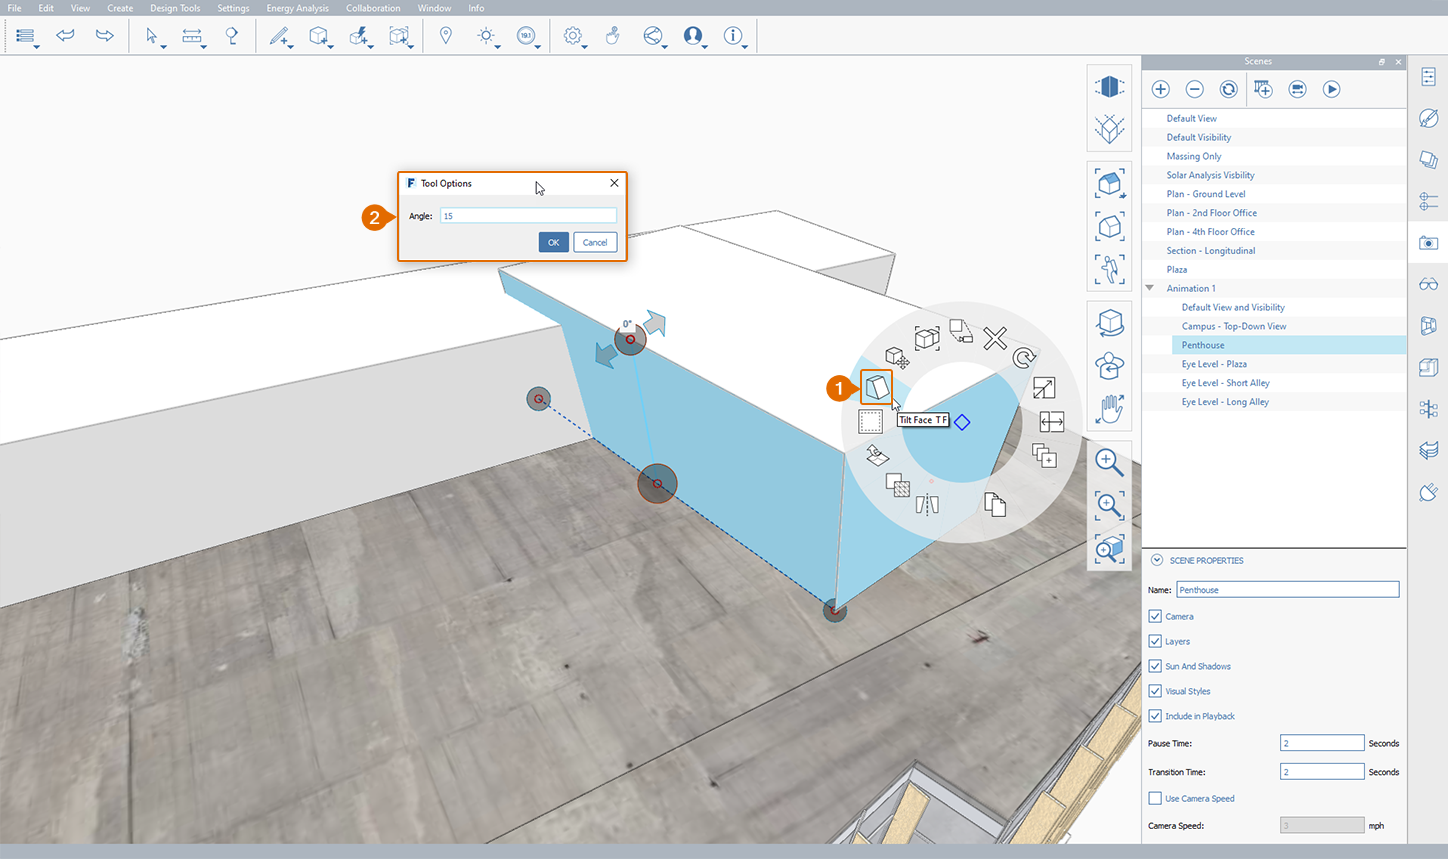 File Edit View Create Design Tools Settings Energy Analysis Collaboration Window Info
191
Scenes
Default View
Default Visibility
Massing Only
Solar Analysis Visbility
Plan - Ground Level
Plan - 2nd Floor Office
Plan - 4th Floor Office
Section - Longitudinal
Plaza
Animation 1
Default View and Visibility
Campus - Top-Down View
Penthouse
Eye Level - Plaza
Eye Level - Short Alley
Eye Level - Long Alley
F Tool Options
2
Angle: 15
OK Cancel
0°
1
Tilt Face TF
SCENE PROPERTIES
Name: Penthouse
Camera
Layers
Sun And Shadows
Visual Styles
Include in Playback
Pause Time: 2 Seconds
Transition Time: 2 Seconds
Use Camera Speed
Camera Speed: 3 mph